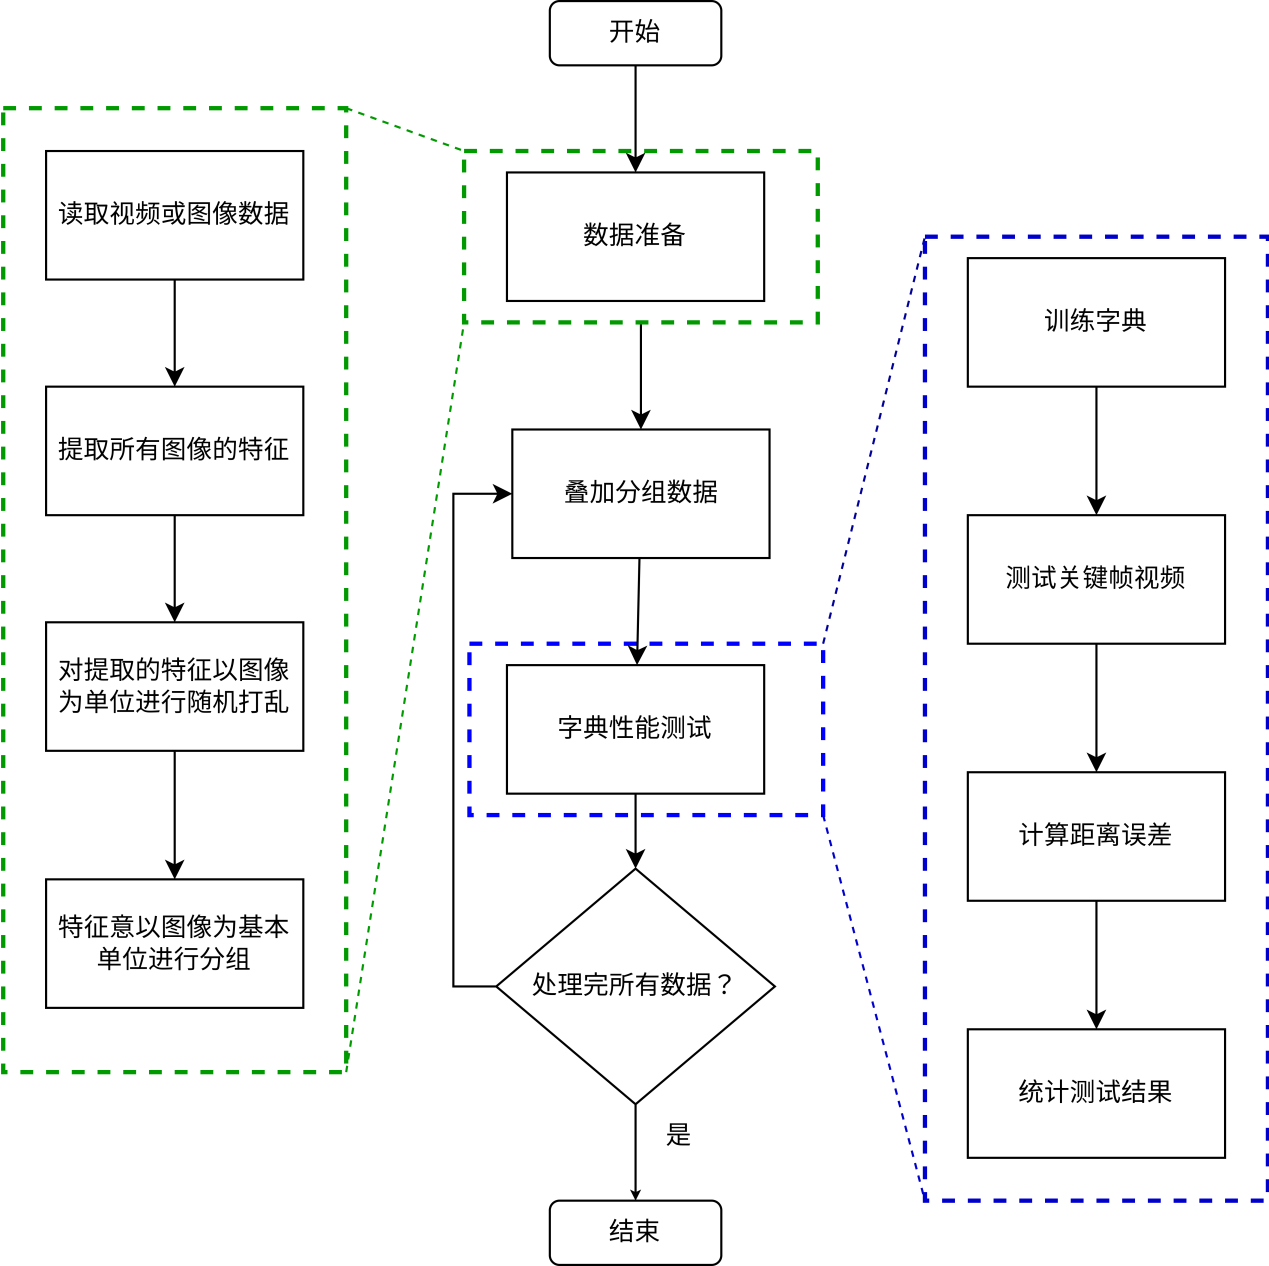 开始
读取视频或图像数据
提取所有图像的特征
对提取的特征以图像
为单位进行随机打乱
特征意以图像为基本
单位进行分组
数据准备
叠加分组数据
字典性能测试
处理完所有数据？
是
结束
训练字典
测试关键帧视频
计算距离误差
统计测试结果